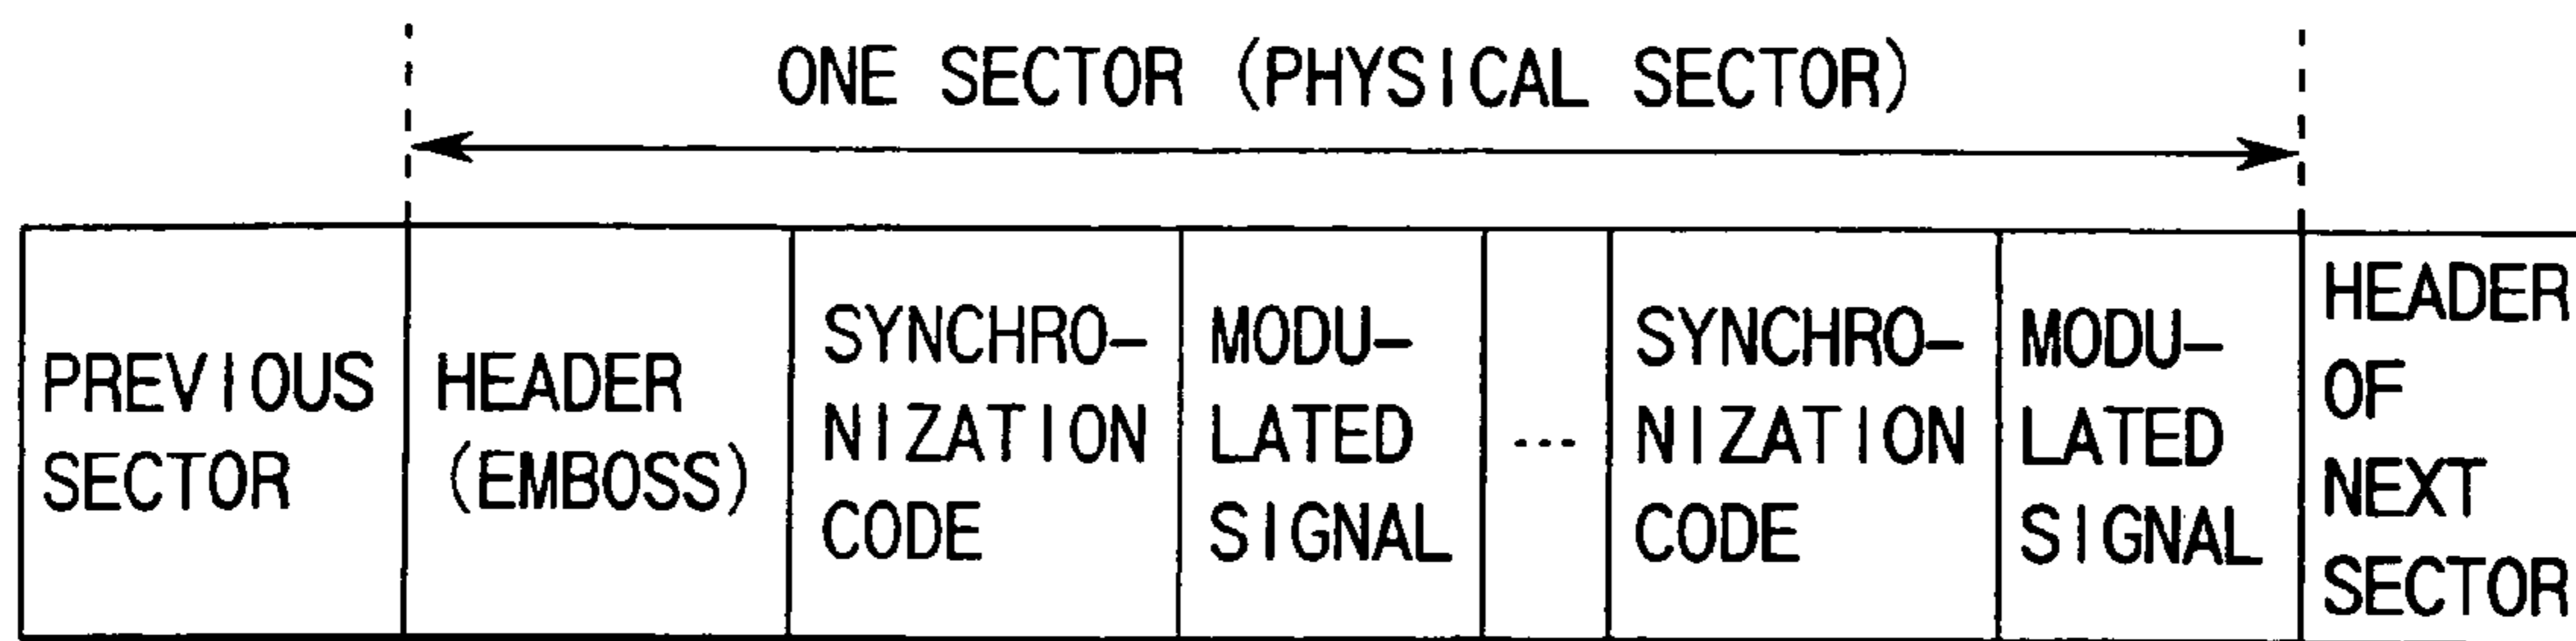 ONE SECTOR (PHYSICAL SECTOR)
PREVIOUS
SECTOR
HEADER
(EMBOSS)
SYNCHRO–
NIZATION
CODE
MODU–
LATED
SIGNAL
...
SYNCHRO–
NIZATION
CODE
MODU–
LATED
SIGNAL
HEADER
OF
NEXT
SECTOR